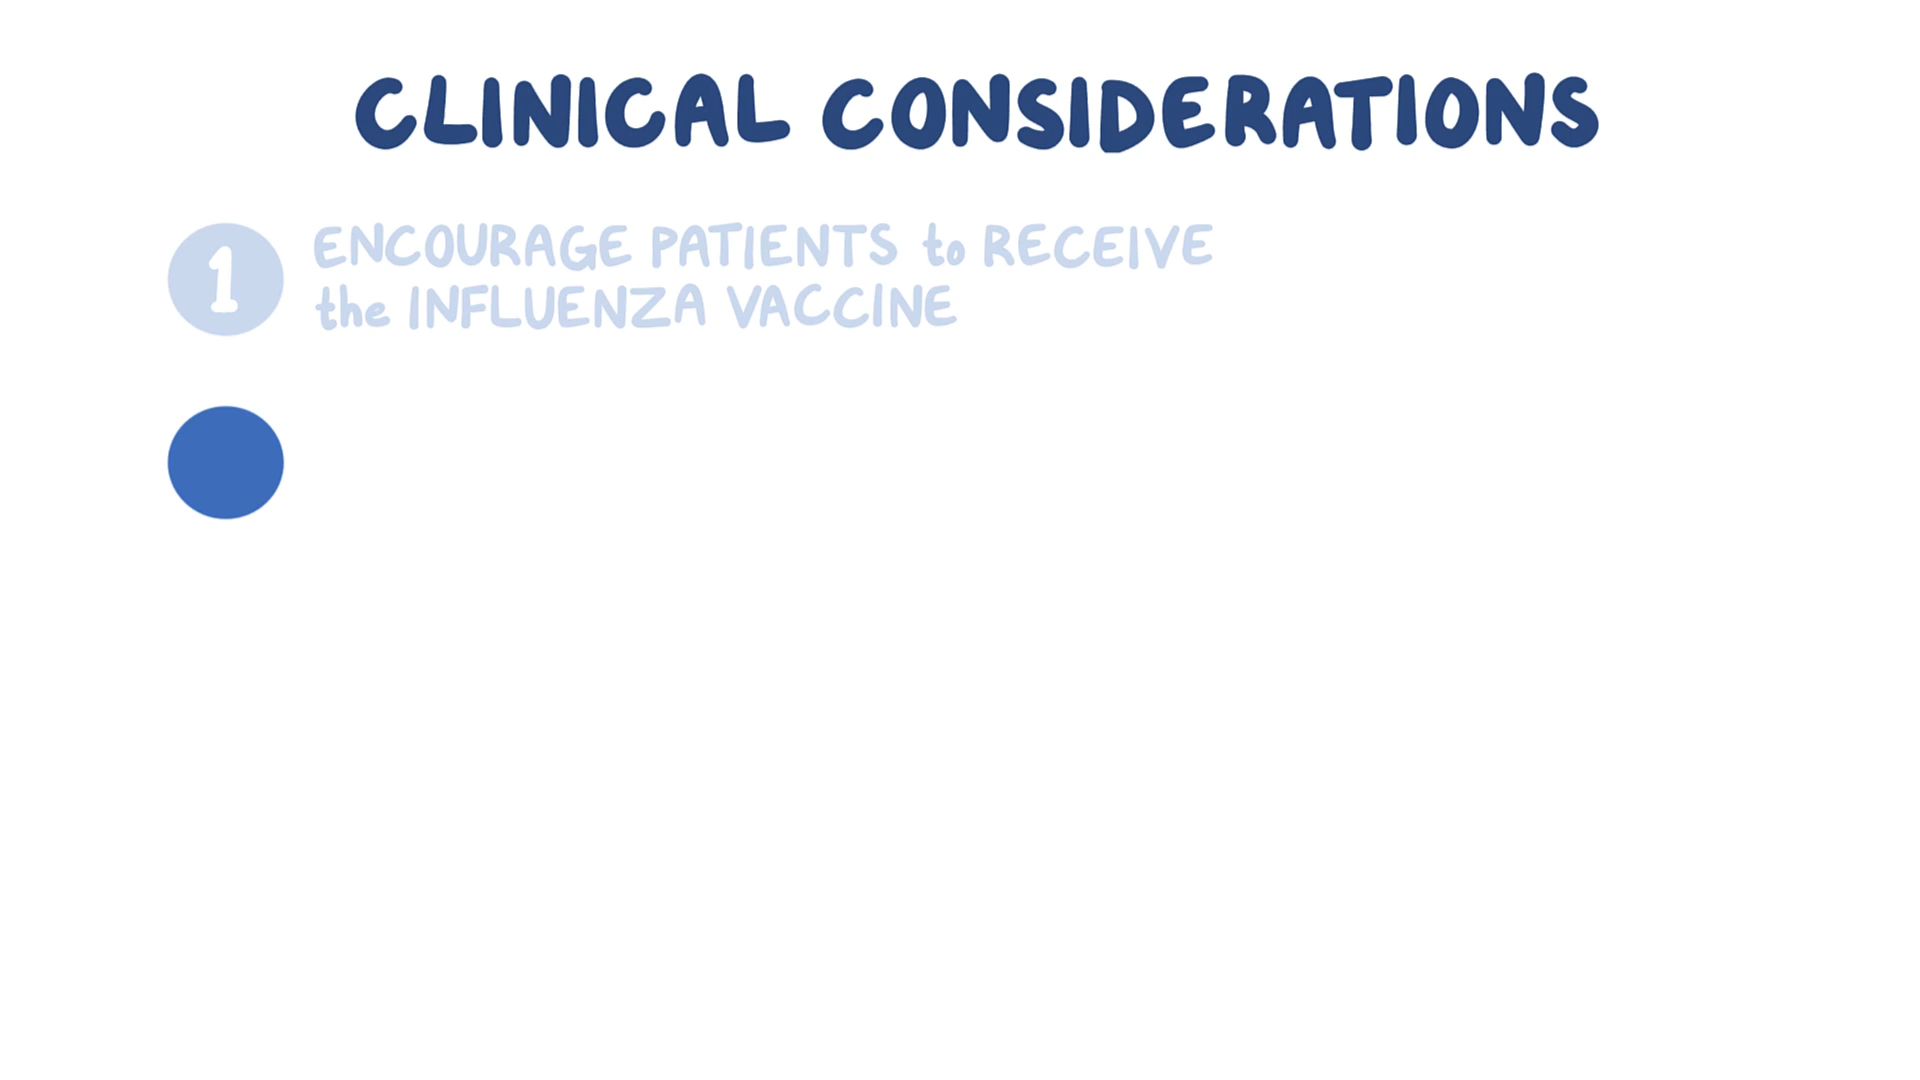 CLINICAL CONSIDERATIONS
1 ENCOURAGE PATIENTS to RECEIVE
the INFLUENZA VACCINE